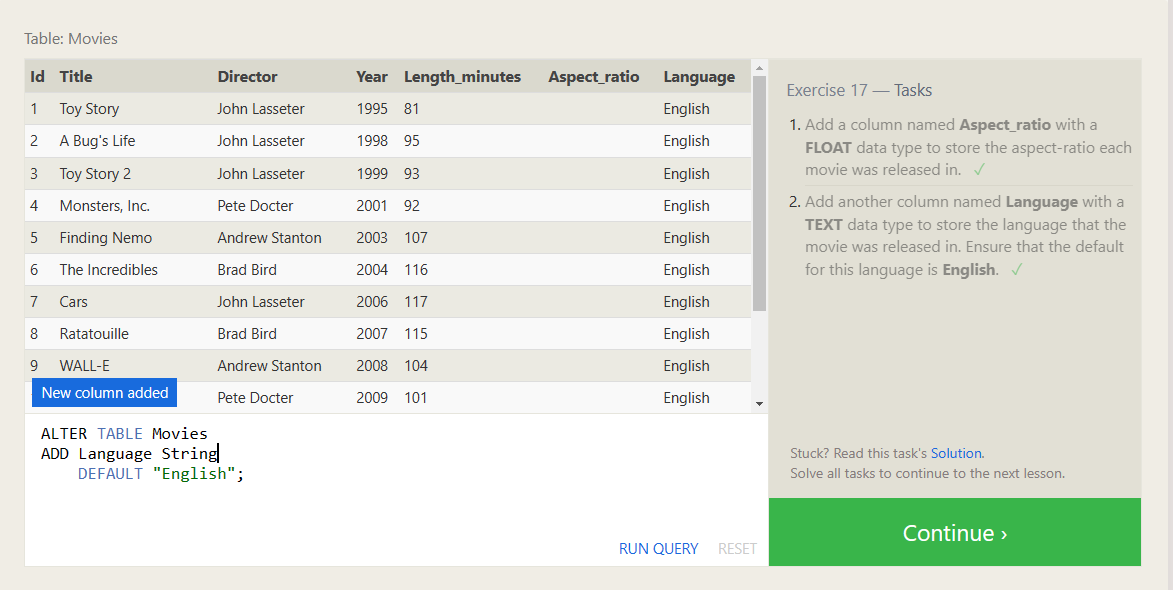 Table: Movies
Id Title Director Year Length_minutes Aspect_ratio Language
1 Toy Story John Lasseter 1995 81 English
2 A Bug's Life John Lasseter 1998 95 English
3 Toy Story 2 John Lasseter 1999 93 English
4 Monsters, Inc. Pete Docter 2001 92 English
5 Finding Nemo Andrew Stanton 2003 107 English
6 The Incredibles Brad Bird 2004 116 English
7 Cars John Lasseter 2006 117 English
8 Ratatouille Brad Bird 2007 115 English
9 WALL-E Andrew Stanton 2008 104 English
Pete Docter 2009 101 English
New column added
ALTER TABLE Movies
ADD Language String
DEFAULT "English";
RUN QUERY RESET
Exercise 17 — Tasks
1. Add a column named Aspect_ratio with a
FLOAT data type to store the aspect-ratio each
movie was released in. ✓
2. Add another column named Language with a
TEXT data type to store the language that the
movie was released in. Ensure that the default
for this language is English. ✓
Stuck? Read this task's Solution.
Solve all tasks to continue to the next lesson.
Continue ›